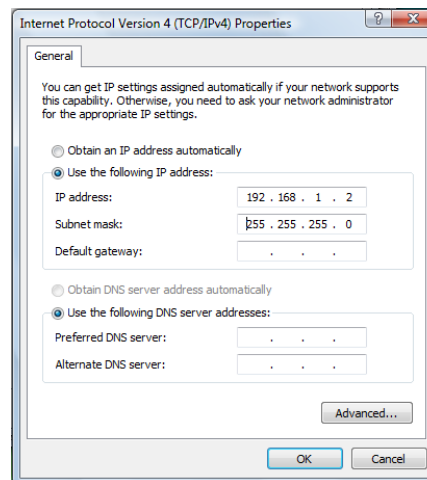 Internet Protocol Version 4 (TCP/IPv4) Properties
General
You can get IP settings assigned automatically if your network supports
this capability. Otherwise, you need to ask your network administrator
for the appropriate IP settings.
Obtain an IP address automatically
Use the following IP address:
IP address: 192 . 168 . 1 . 2
Subnet mask: 255 . 255 . 255 . 0
Default gateway: . . .
Obtain DNS server address automatically
Use the following DNS server addresses:
Preferred DNS server: . . .
Alternate DNS server: . . .
Advanced...
OK Cancel